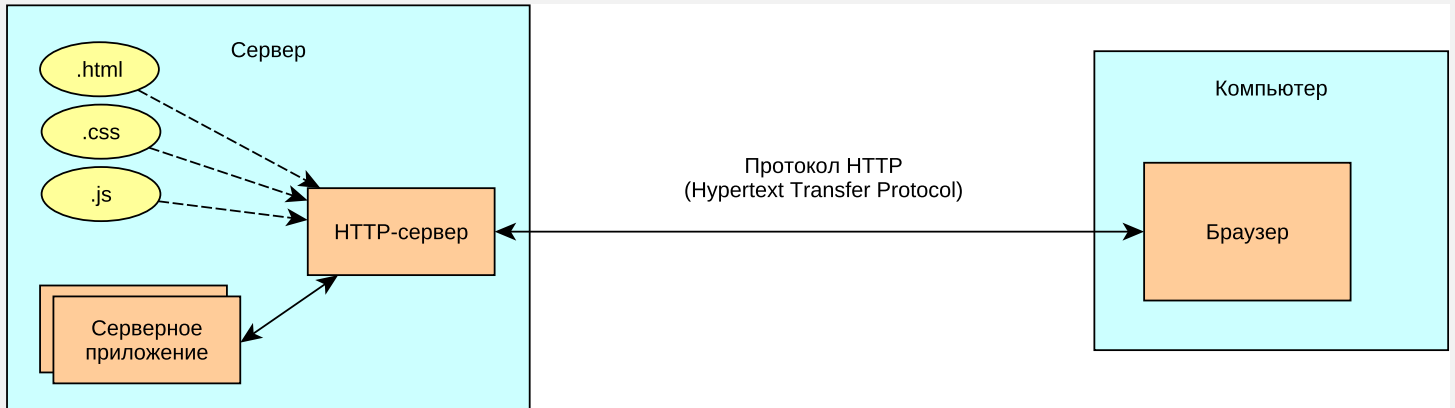 Сервер
.html
.css
.js
HTTP-сервер
Серверное
приложение
Протокол HTTP
(Hypertext Transfer Protocol)
Компьютер
Браузер